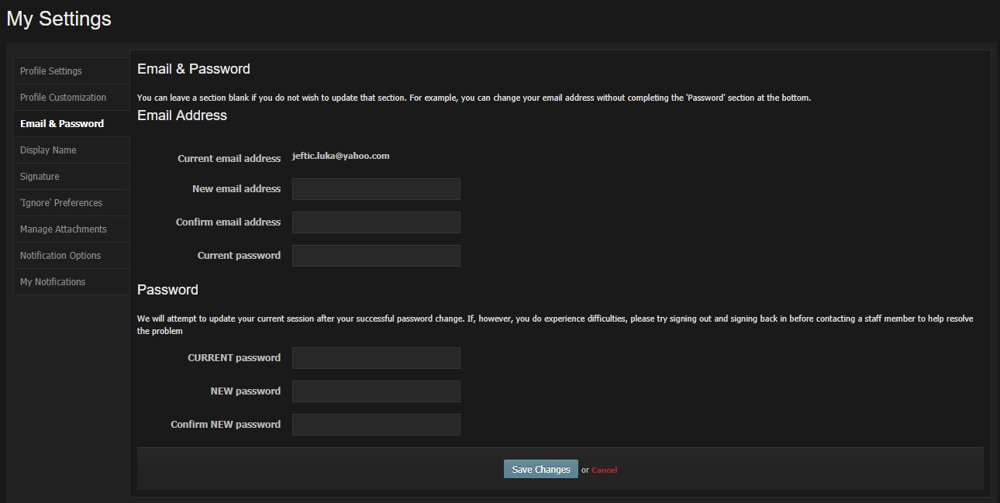 My Settings
Profile Settings
Profile Customization
Email & Password
Display Name
Signature
'Ignore' Preferences
Manage Attachments
Notification Options
My Notifications
Email & Password
You can leave a section blank if you do not wish to update that section. For example, you can change your email address without completing the 'Password' section at the bottom.
Email Address
Current email address jeftic.luka@yahoo.com
New email address
Confirm email address
Current password
Password
We will attempt to update your current session after your successful password change. If, however, you do experience difficulties, please try signing out and signing back in before contacting a staff member to help resolve
the problem
CURRENT password
NEW password
Confirm NEW password
Save Changes or Cancel